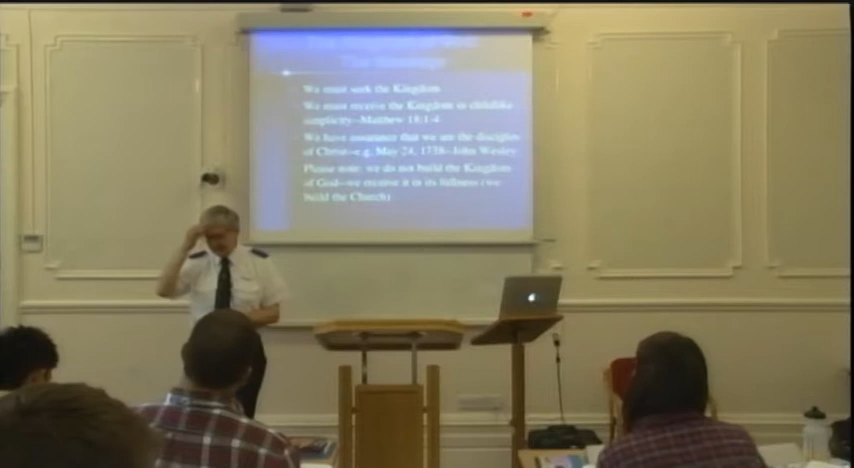 We must seek the Kingdom
We must receive the Kingdom in childlike
simplicity--Matthew 18:1-4
We have assurance that we are the disciples
of Christ--e.g. May 24, 1738--John Wesley
Please note: we do not build the Kingdom
of God--we receive it in its fullness (we
build the Church)